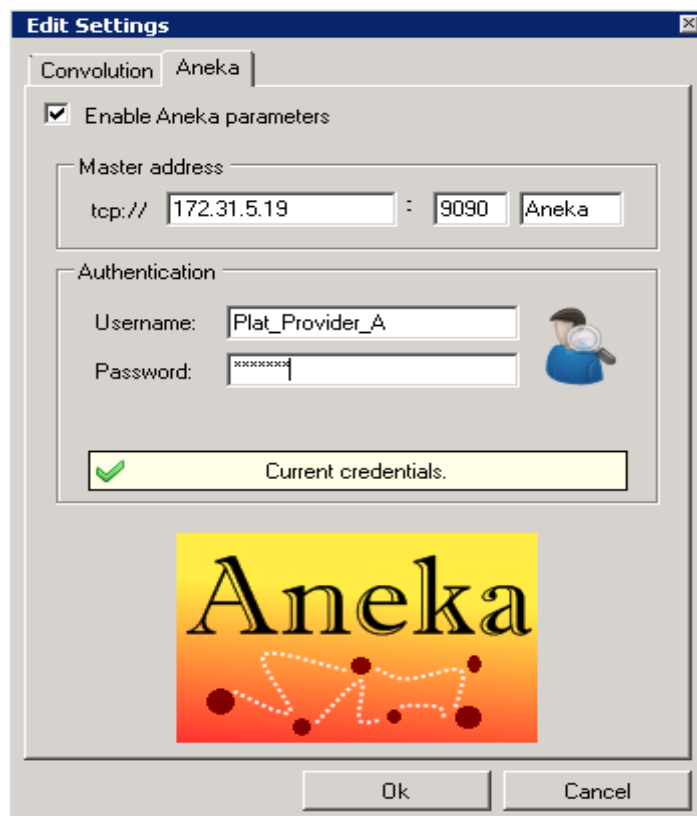 Edit Settings
Convolution Aneka
Enable Aneka parameters
Master address
tcp:// 172.31.5.19 : 9090 Aneka
Authentication
Username: Plat_Provider_A
Password: *******
Current credentials.
Aneka
Ok Cancel